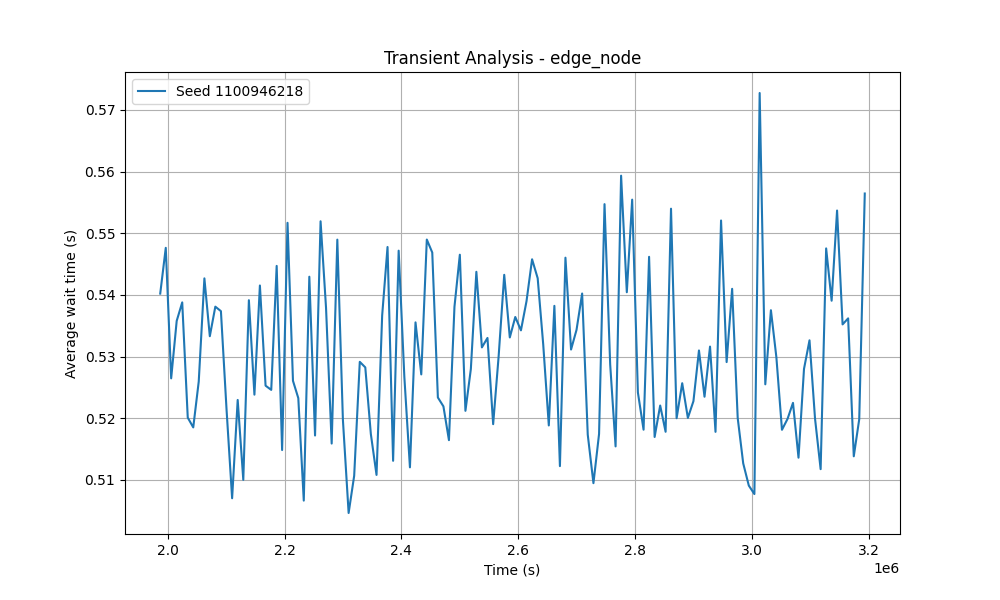 Transient Analysis - edge_node
Seed 1100946218
Average wait time (s)
0.57
0.56
0.55
0.54
0.53
0.52
0.51
2.0 2.2 2.4 2.6 2.8 3.0 3.2
1e6
Time (s)